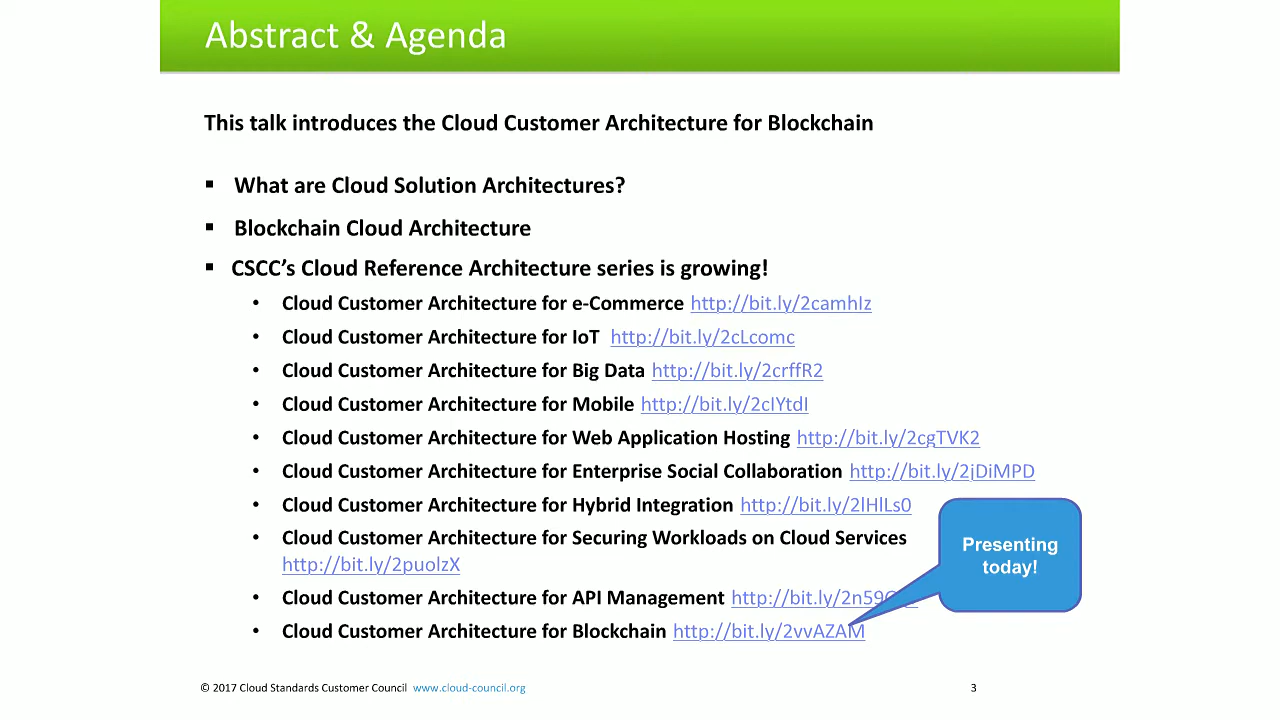 Abstract & Agenda
This talk introduces the Cloud Customer Architecture for Blockchain
▪ What are Cloud Solution Architectures?
▪ Blockchain Cloud Architecture
▪ CSCC’s Cloud Reference Architecture series is growing!
• Cloud Customer Architecture for e-Commerce http://bit.ly/2camhIz
• Cloud Customer Architecture for IoT http://bit.ly/2cLcomc
• Cloud Customer Architecture for Big Data http://bit.ly/2crffR2
• Cloud Customer Architecture for Mobile http://bit.ly/2cIYtdI
• Cloud Customer Architecture for Web Application Hosting http://bit.ly/2cgTVK2
• Cloud Customer Architecture for Enterprise Social Collaboration http://bit.ly/2jDiMPD
• Cloud Customer Architecture for Hybrid Integration http://bit.ly/2lHlLs0
• Cloud Customer Architecture for Securing Workloads on Cloud Services
http://bit.ly/2puolzX
• Cloud Customer Architecture for API Management
• Cloud Customer Architecture for Blockchain http://bit.ly/2vvAZAM
Presenting
today!
© 2017 Cloud Standards Customer Council www.cloud-council.org
3